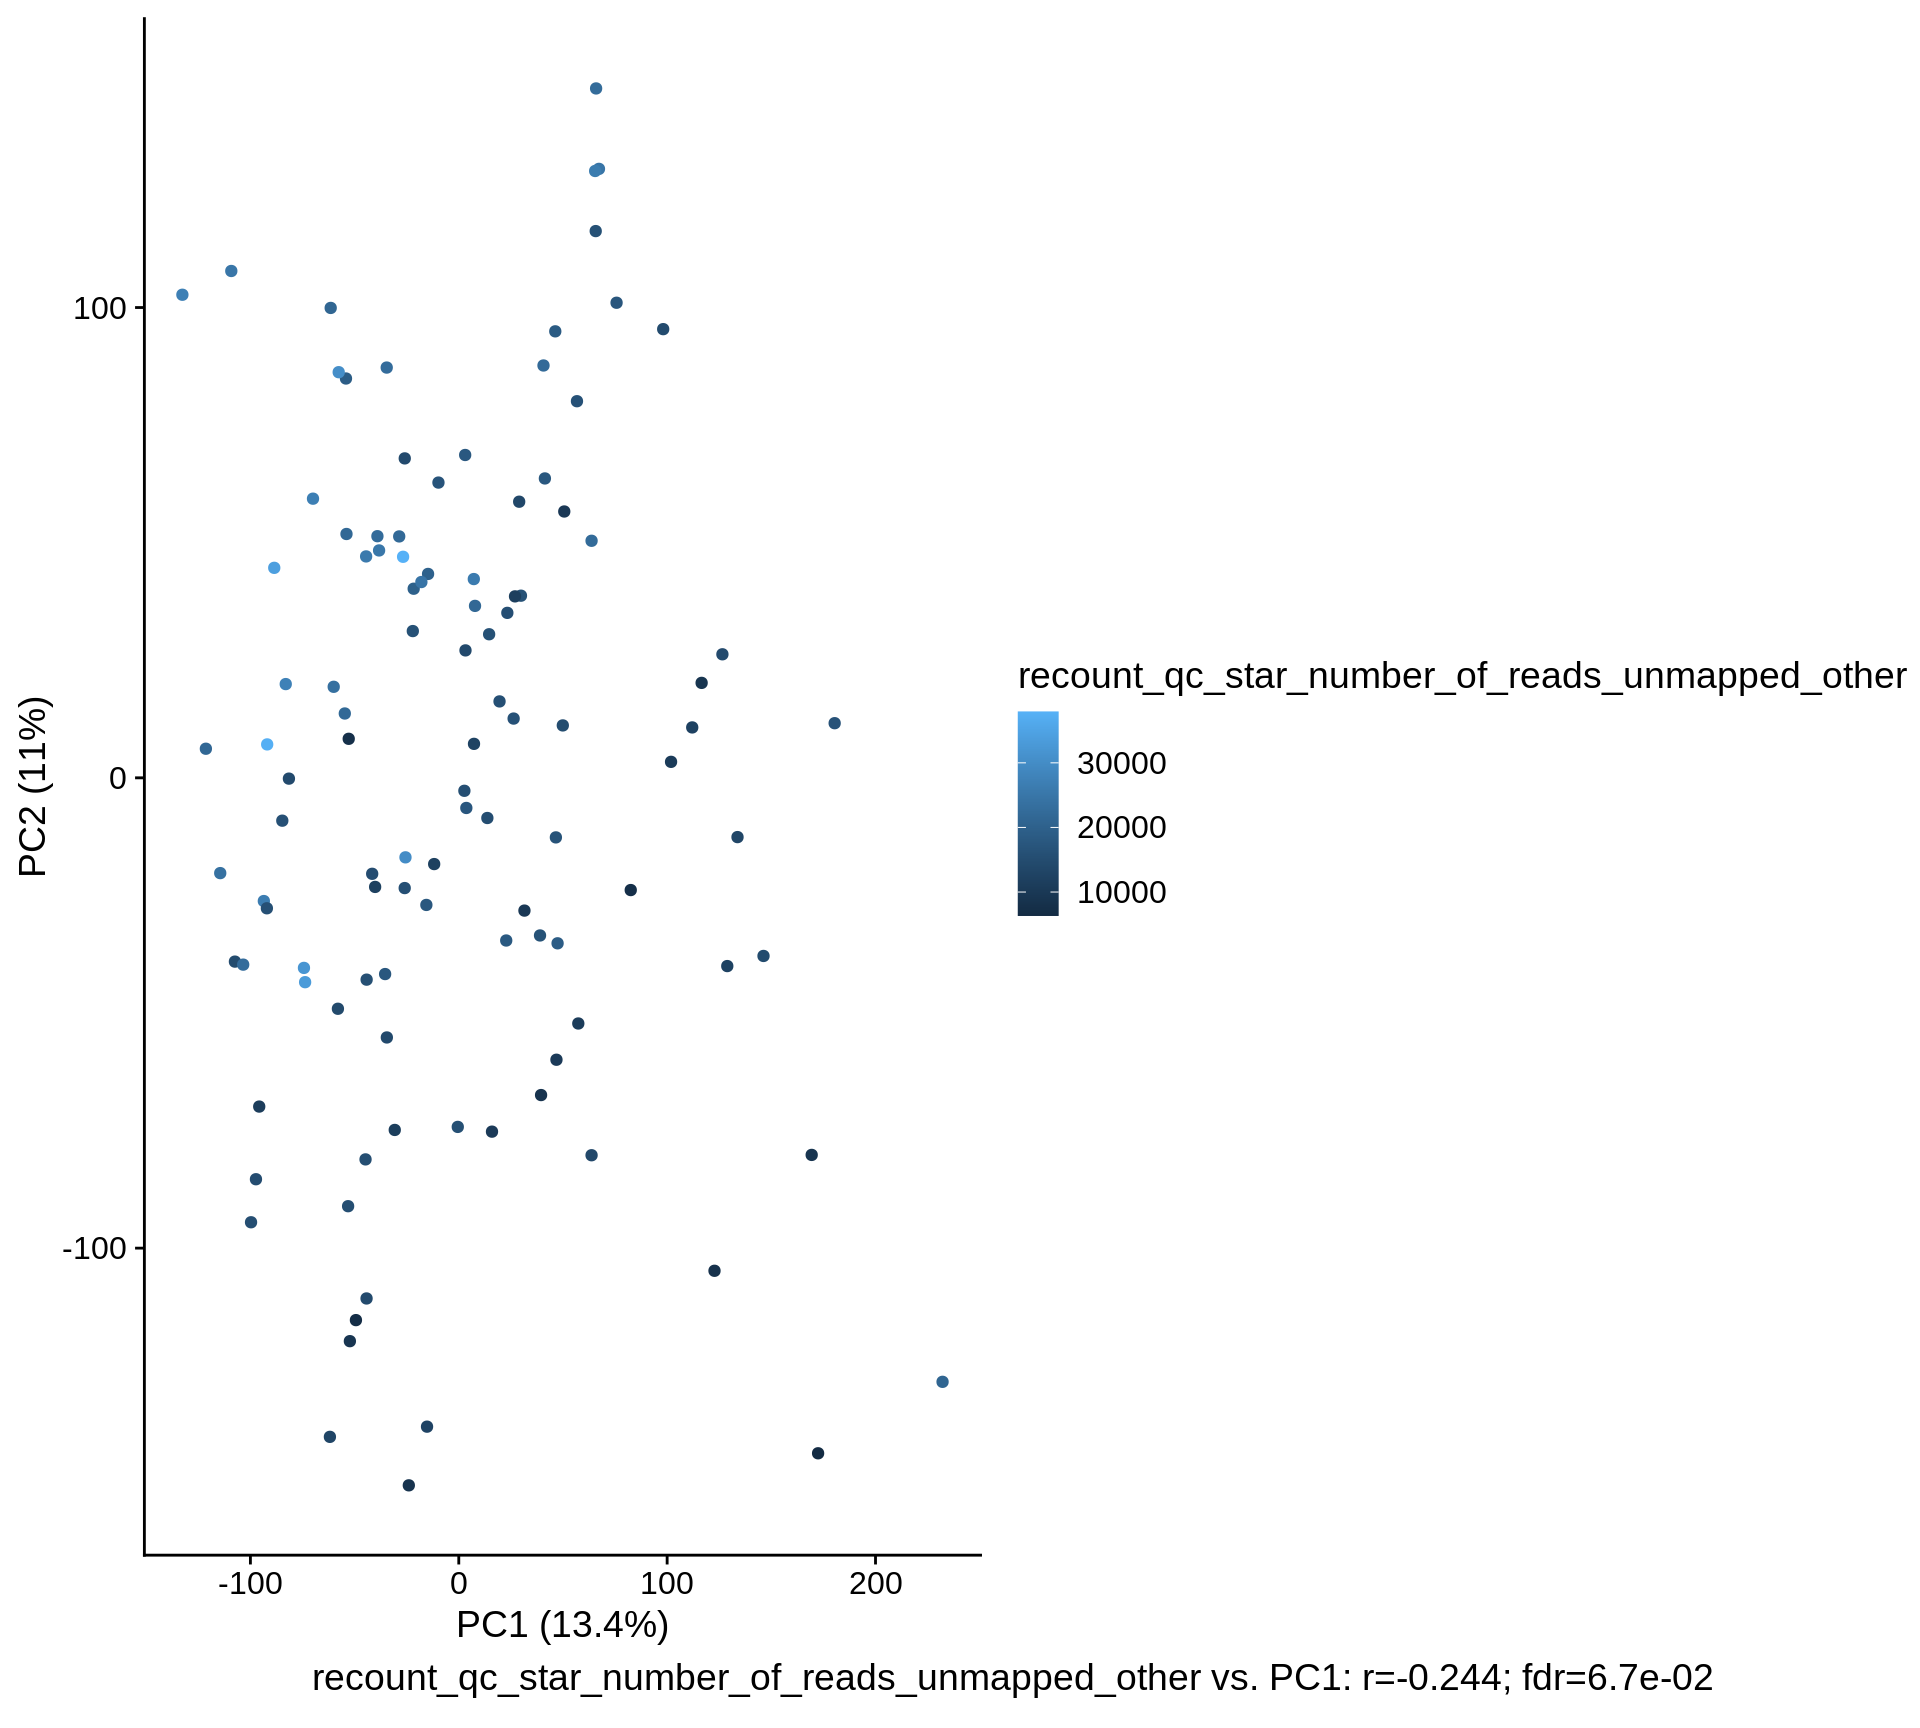 PC2 (11%)
100
0
-100
-100
0
100
200
PC1 (13.4%)
recount_qc_star_number_of_reads_unmapped_other
30000
20000
10000
recount_qc_star_number_of_reads_unmapped_other vs. PC1: r=-0.244; fdr=6.7e-02